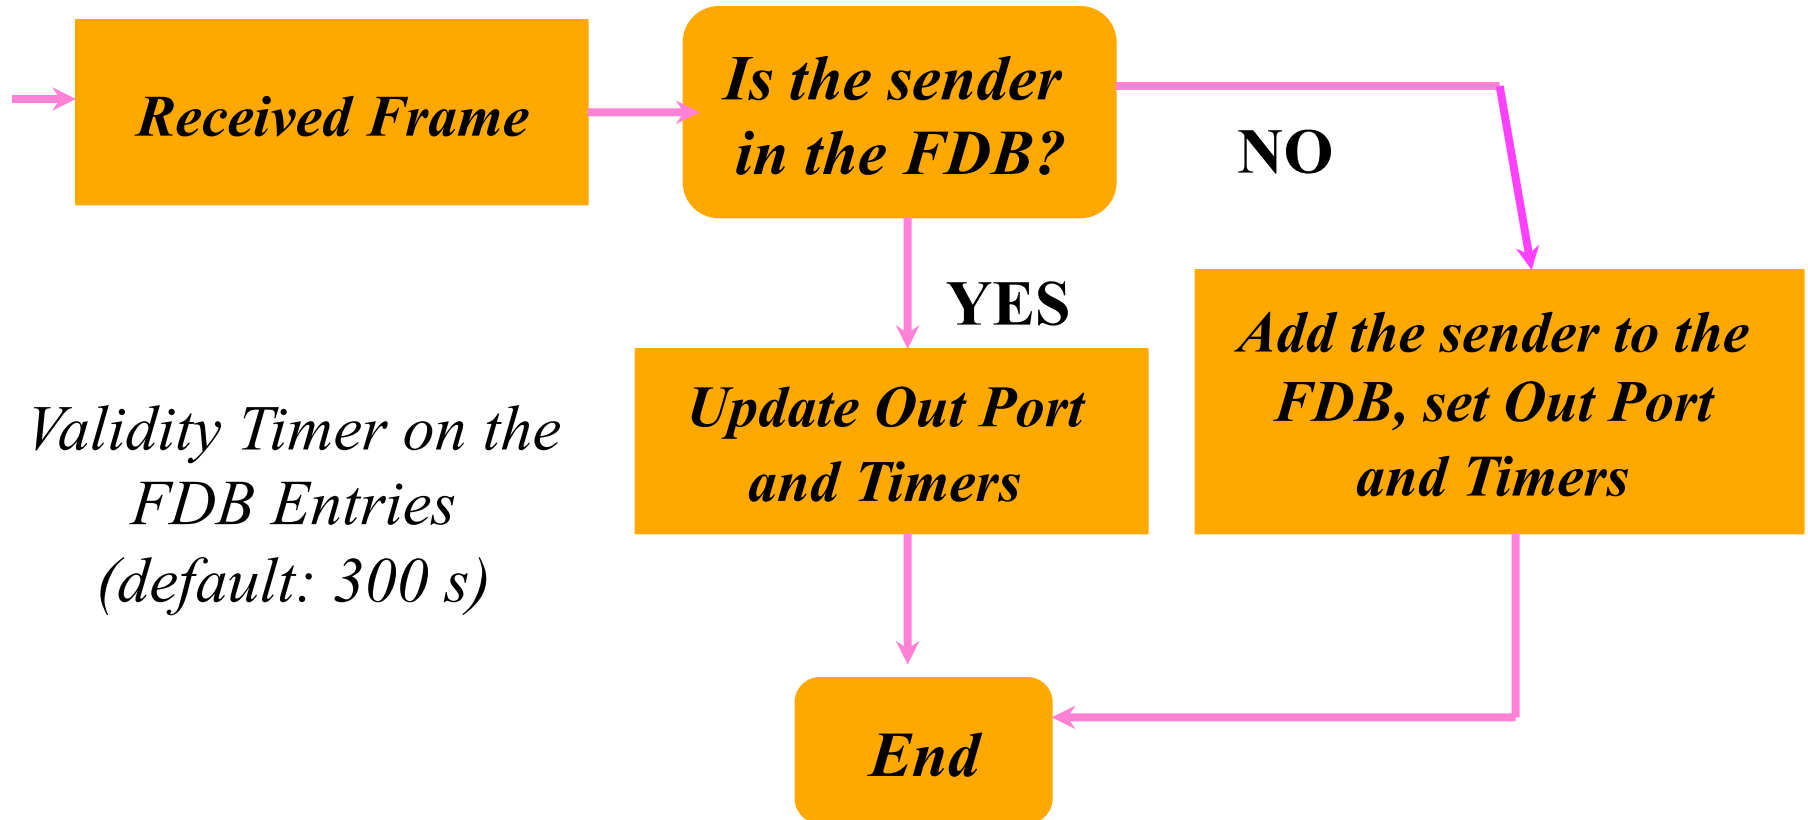 Received Frame
Is the sender
in the FDB?
NO
YES
Update Out Port
and Timers
Add the sender to the
FDB, set Out Port
and Timers
Validity Timer on the
FDB Entries
(default: 300 s)
End